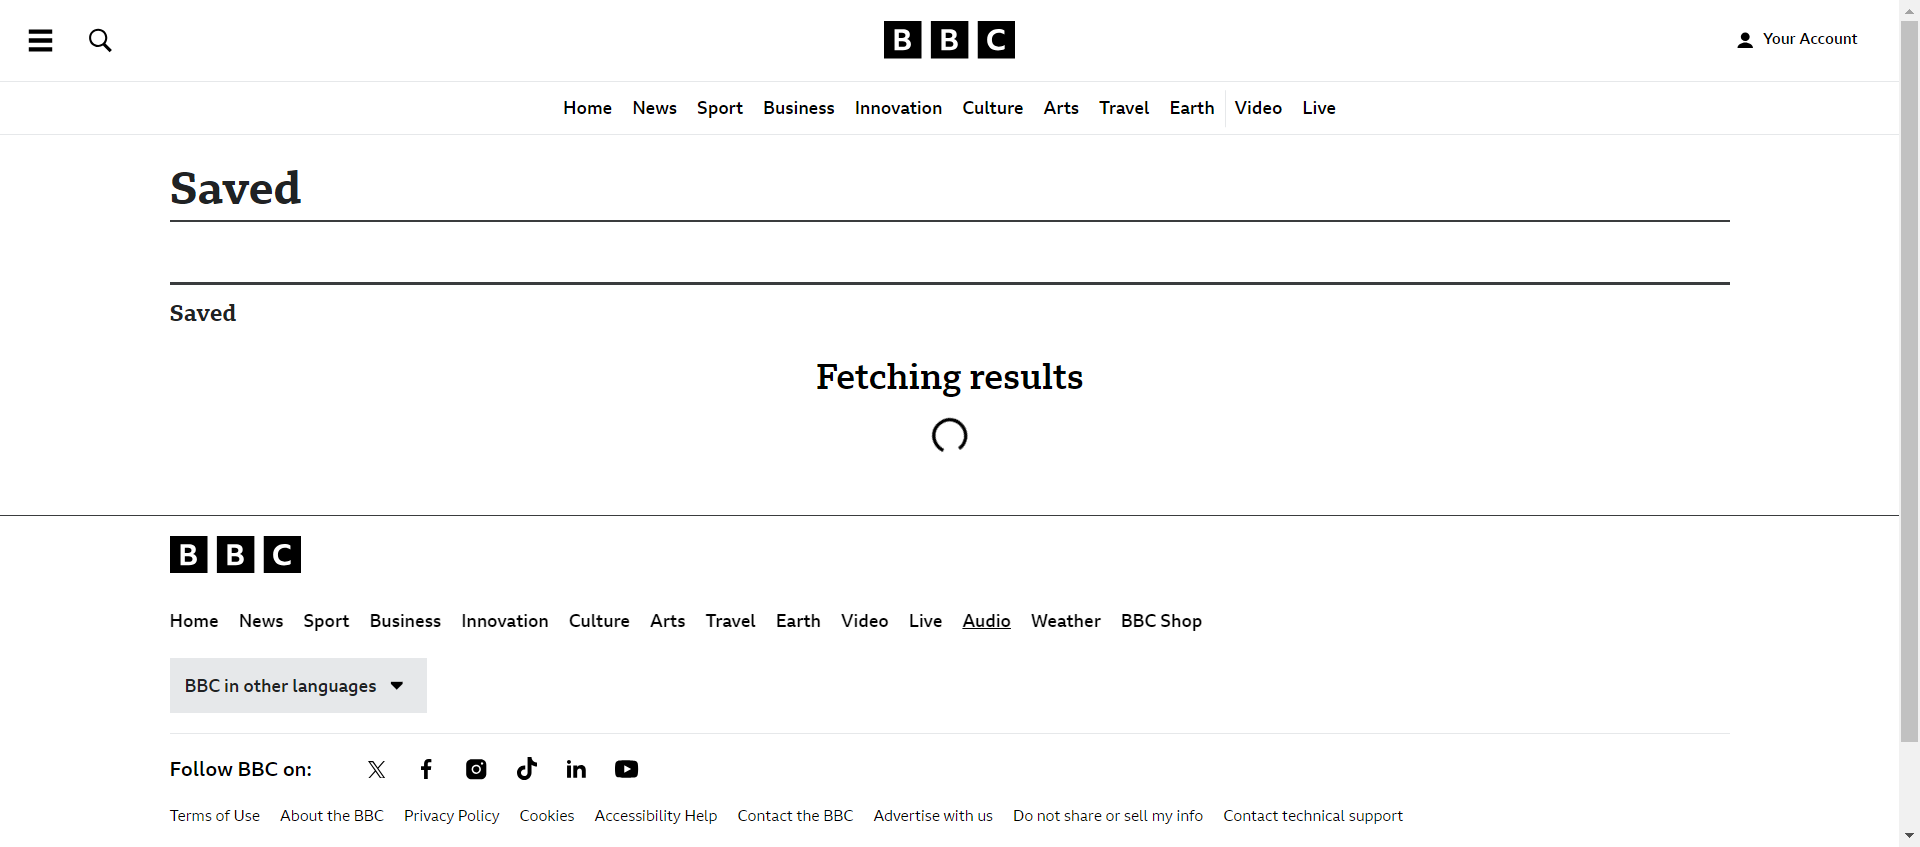 BBC
Your Account
Home News Sport Business Innovation Culture Arts Travel Earth Video Live
Saved
Saved
Fetching results
BBC
Home News Sport Business Innovation Culture Arts Travel Earth Video Live Audio Weather BBC Shop
BBC in other languages
Follow BBC on:
Terms of Use About the BBC Privacy Policy Cookies Accessibility Help Contact the BBC Advertise with us Do not share or sell my info Contact technical support